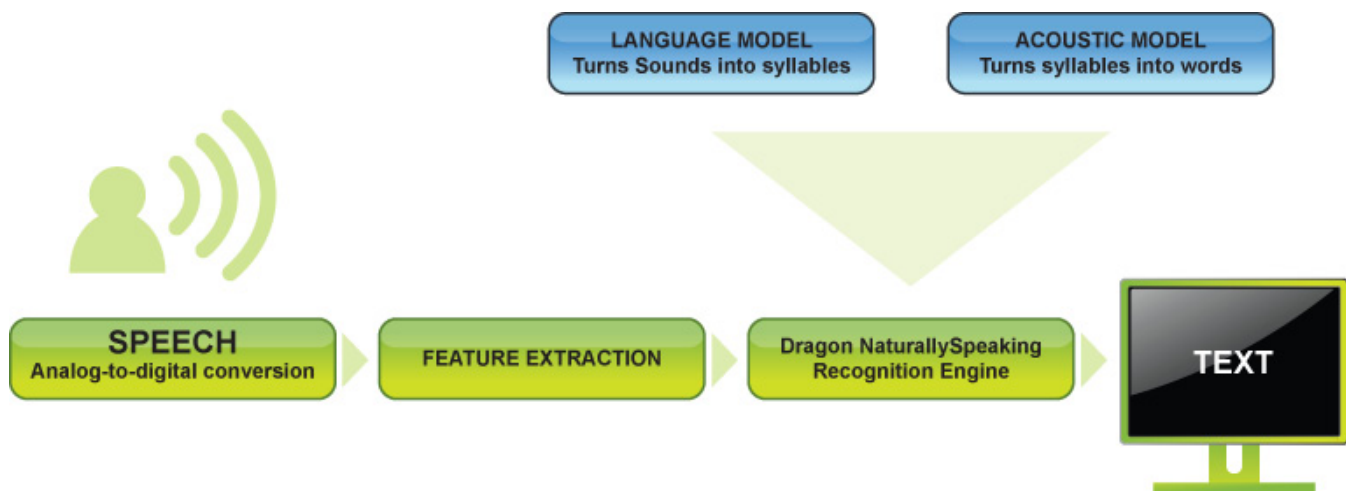 LANGUAGE MODEL
Turns Sounds into syllables
ACOUSTIC MODEL
Turns syllables into words
SPEECH
Analog-to-digital conversion
FEATURE EXTRACTION
Dragon NaturallySpeaking
Recognition Engine
TEXT